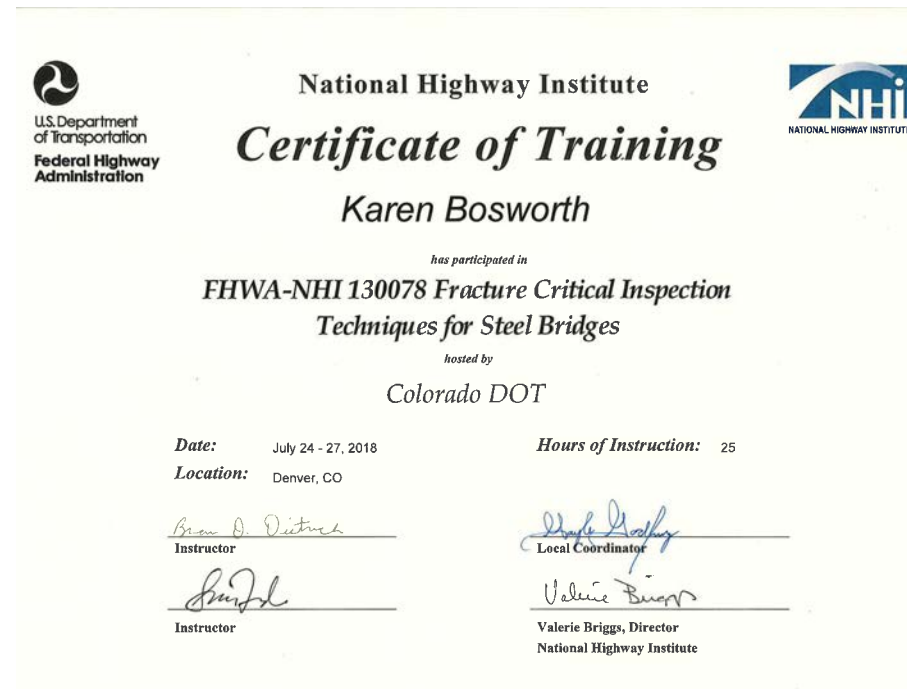 U.S. Department
of Transportation
Federal Highway
Administration
National Highway Institute
NHI
NATIONAL HIGHWAY INSTITUT
Certificate of Training
Karen Bosworth
has participated in
FHWA-NHI 130078 Fracture Critical Inspection
Techniques for Steel Bridges
hosted by
Colorado DOT
Date: July 24 - 27, 2018
Hours of Instruction: 25
Location: Denver, CO
Brian D. Dietrich
Instructor
Local Coordinator
Instructor
Valerie Briggs
Valerie Briggs, Director
National Highway Institute